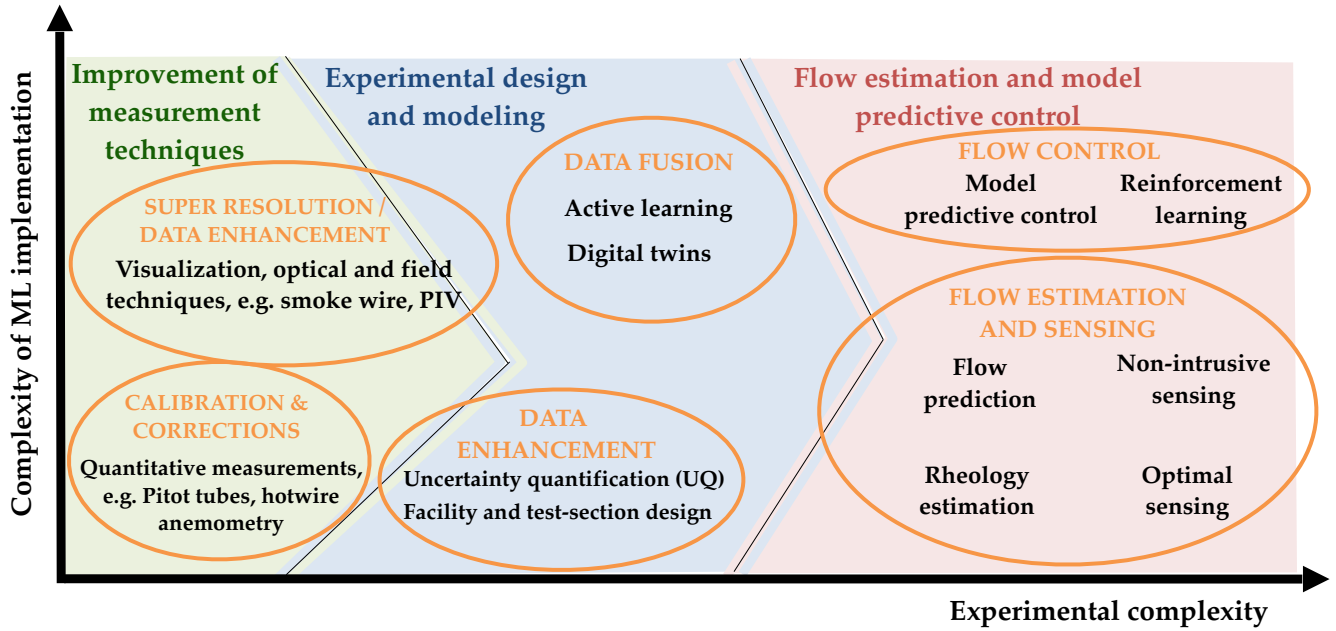 Complexity of ML implementation
Improvement of
measurement
techniques
SUPER RESOLUTION /
DATA ENHANCEMENT
Visualization, optical and field
techniques, e.g. smoke wire, PIV
CALIBRATION &
CORRECTIONS
Quantitative measurements,
e.g. Pitot tubes, hotwire
anemometry
Experimental design
and modeling
DATA FUSION
Active learning
Digital twins
DATA
ENHANCEMENT
Uncertainty quantification (UQ)
Facility and test-section design
Flow estimation and model
predictive control
FLOW CONTROL
Model
predictive control
Reinforcement
learning
FLOW ESTIMATION
AND SENSING
Flow
prediction
Non-intrusive
sensing
Rheology
estimation
Optimal
sensing
Experimental complexity